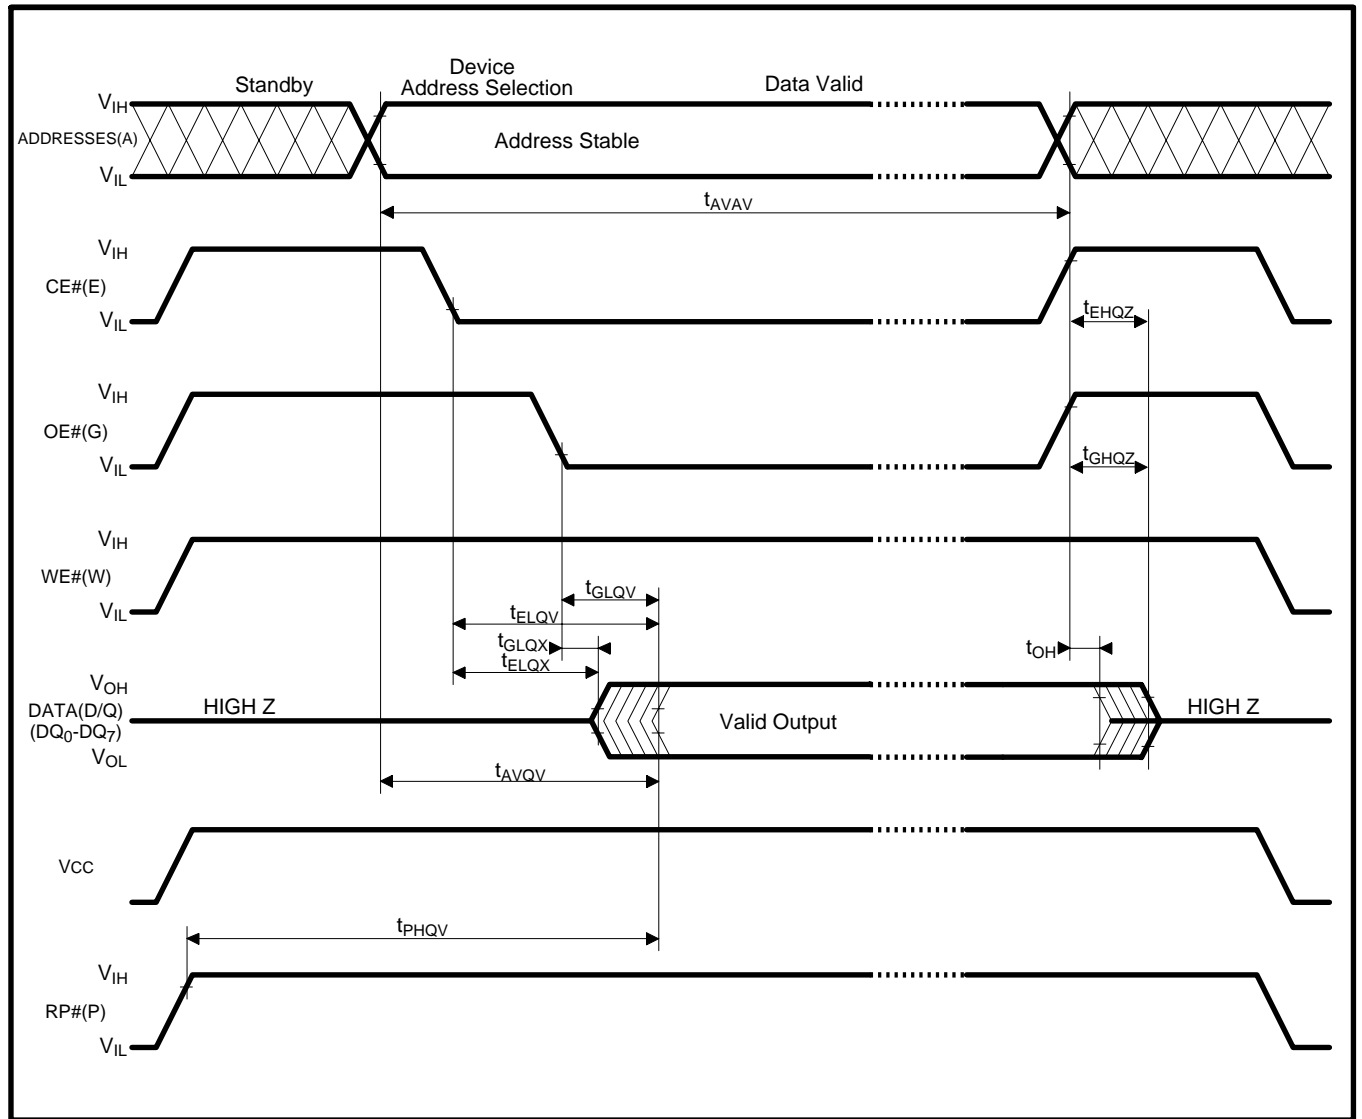 Standby
Device
Address Selection
Data Valid
VIH
ADDRESSES(A)
Address Stable
VIL
tAVAV
VIH
CE#(E)
VIL
tEHQZ
VIH
OE#(G)
VIL
tGHQZ
VIH
WE#(W)
VIL
tGLQV
tELQV
tGLQX
tOH
tELQX
VOH
DATA(D/Q)
(DQ0-DQ7)
HIGH Z
Valid Output
HIGH Z
VOL
tAVQV
VCC
tPHQV
VIH
RP#(P)
VIL